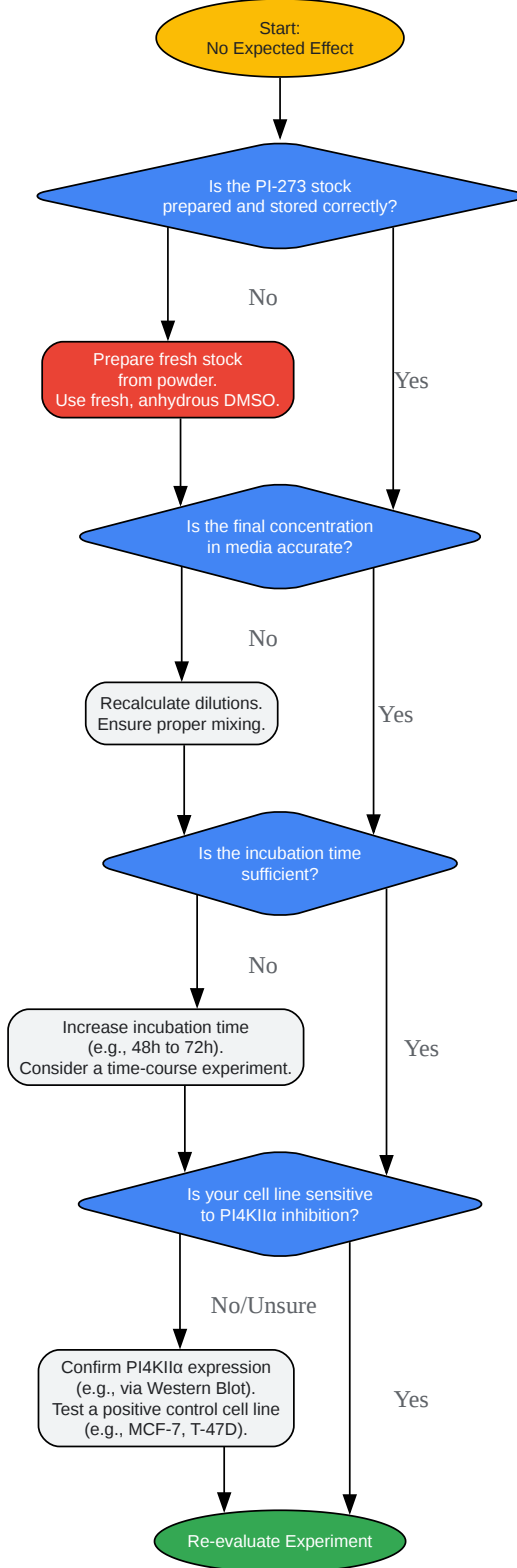 Start:
No Expected Effect
Is the PI-273 stock
prepared and stored correctly?
No
Prepare fresh stock
from powder.
Use fresh, anhydrous DMSO.
Yes
Is the final concentration
in media accurate?
No
Recalculate dilutions.
Ensure proper mixing.
Yes
Is the incubation time
sufficient?
No
Increase incubation time
(e.g., 48h to 72h).
Consider a time-course experiment.
Yes
Is your cell line sensitive
to PI4KIIα inhibition?
No/Unsure
Confirm PI4KIIα expression
(e.g., via Western Blot).
Test a positive control cell line
(e.g., MCF-7, T-47D).
Yes
Re-evaluate Experiment